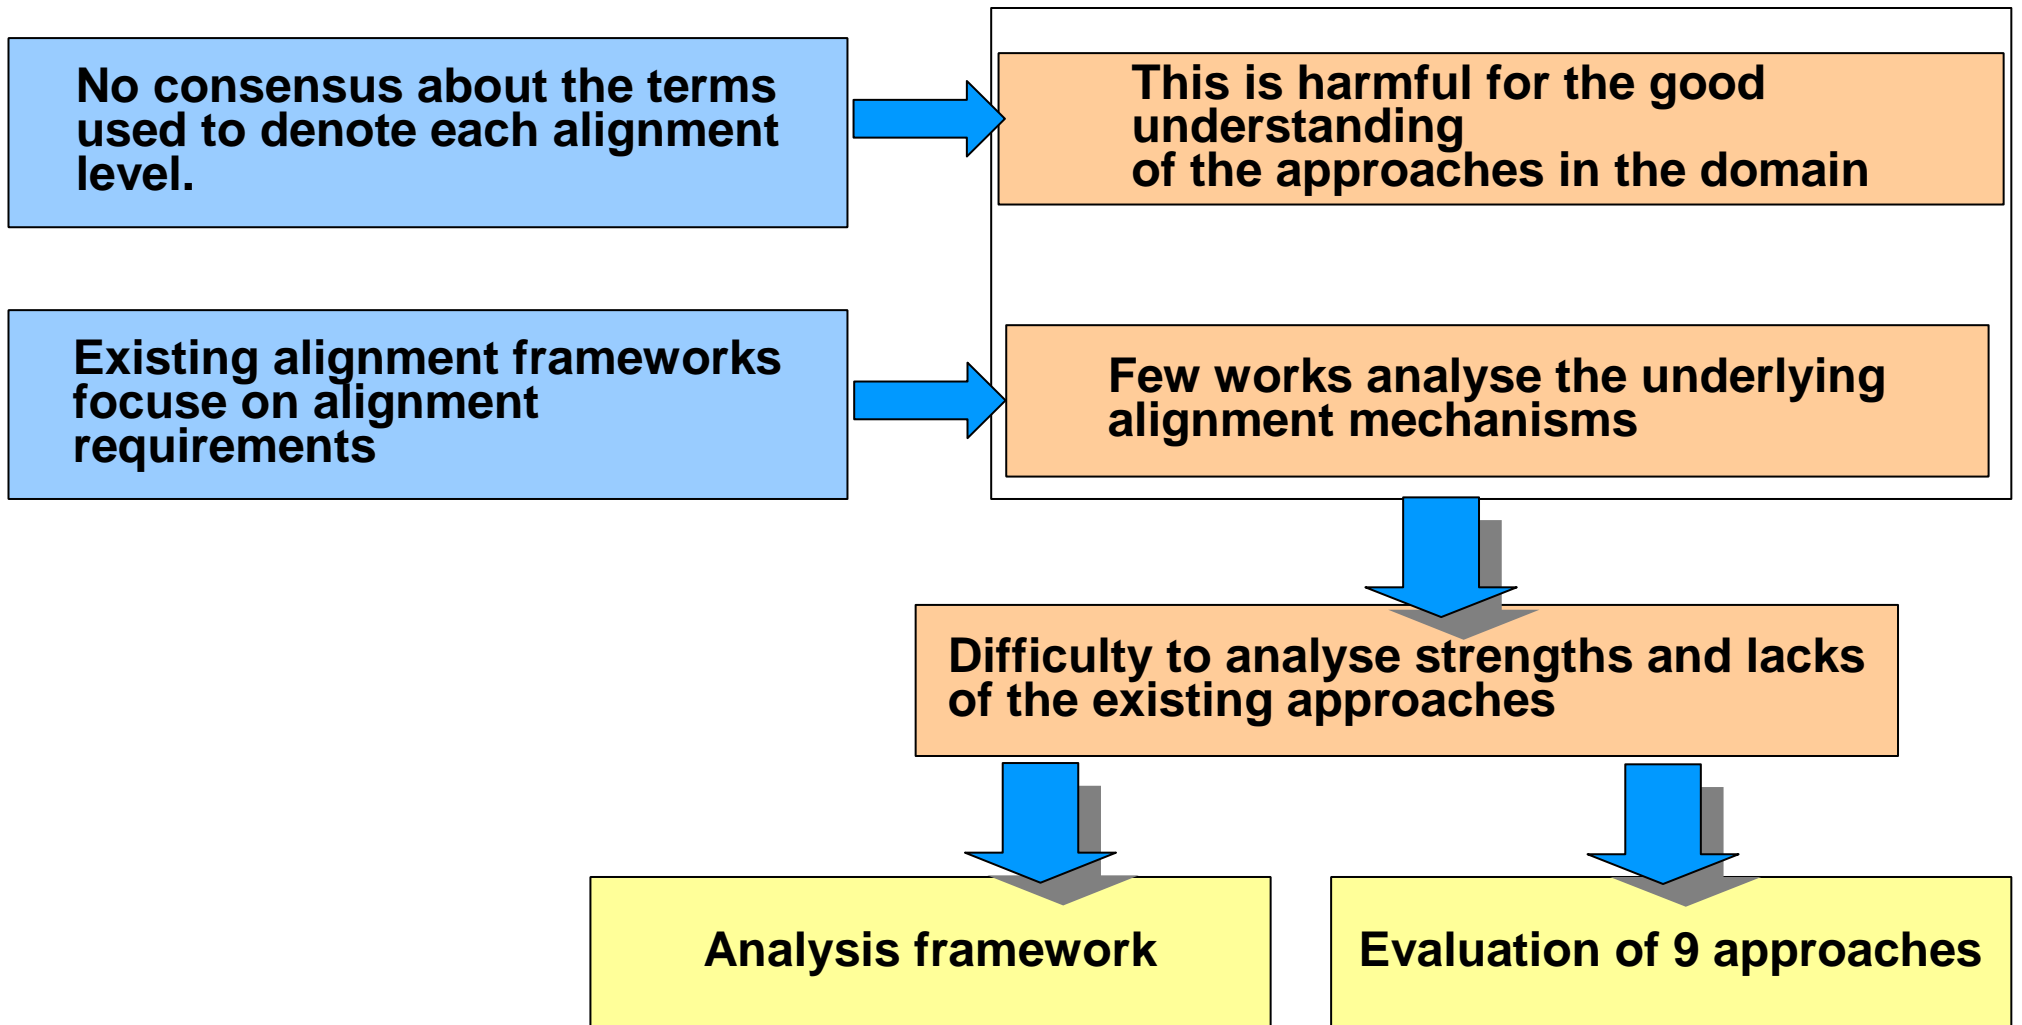 No consensus about the terms
used to denote each alignment
level.
This is harmful for the good
understanding
of the approaches in the domain
Existing alignment frameworks
focuse on alignment
requirements
Few works analyse the underlying
alignment mechanisms
Difficulty to analyse strengths and lacks
of the existing approaches
Analysis framework
Evaluation of 9 approaches